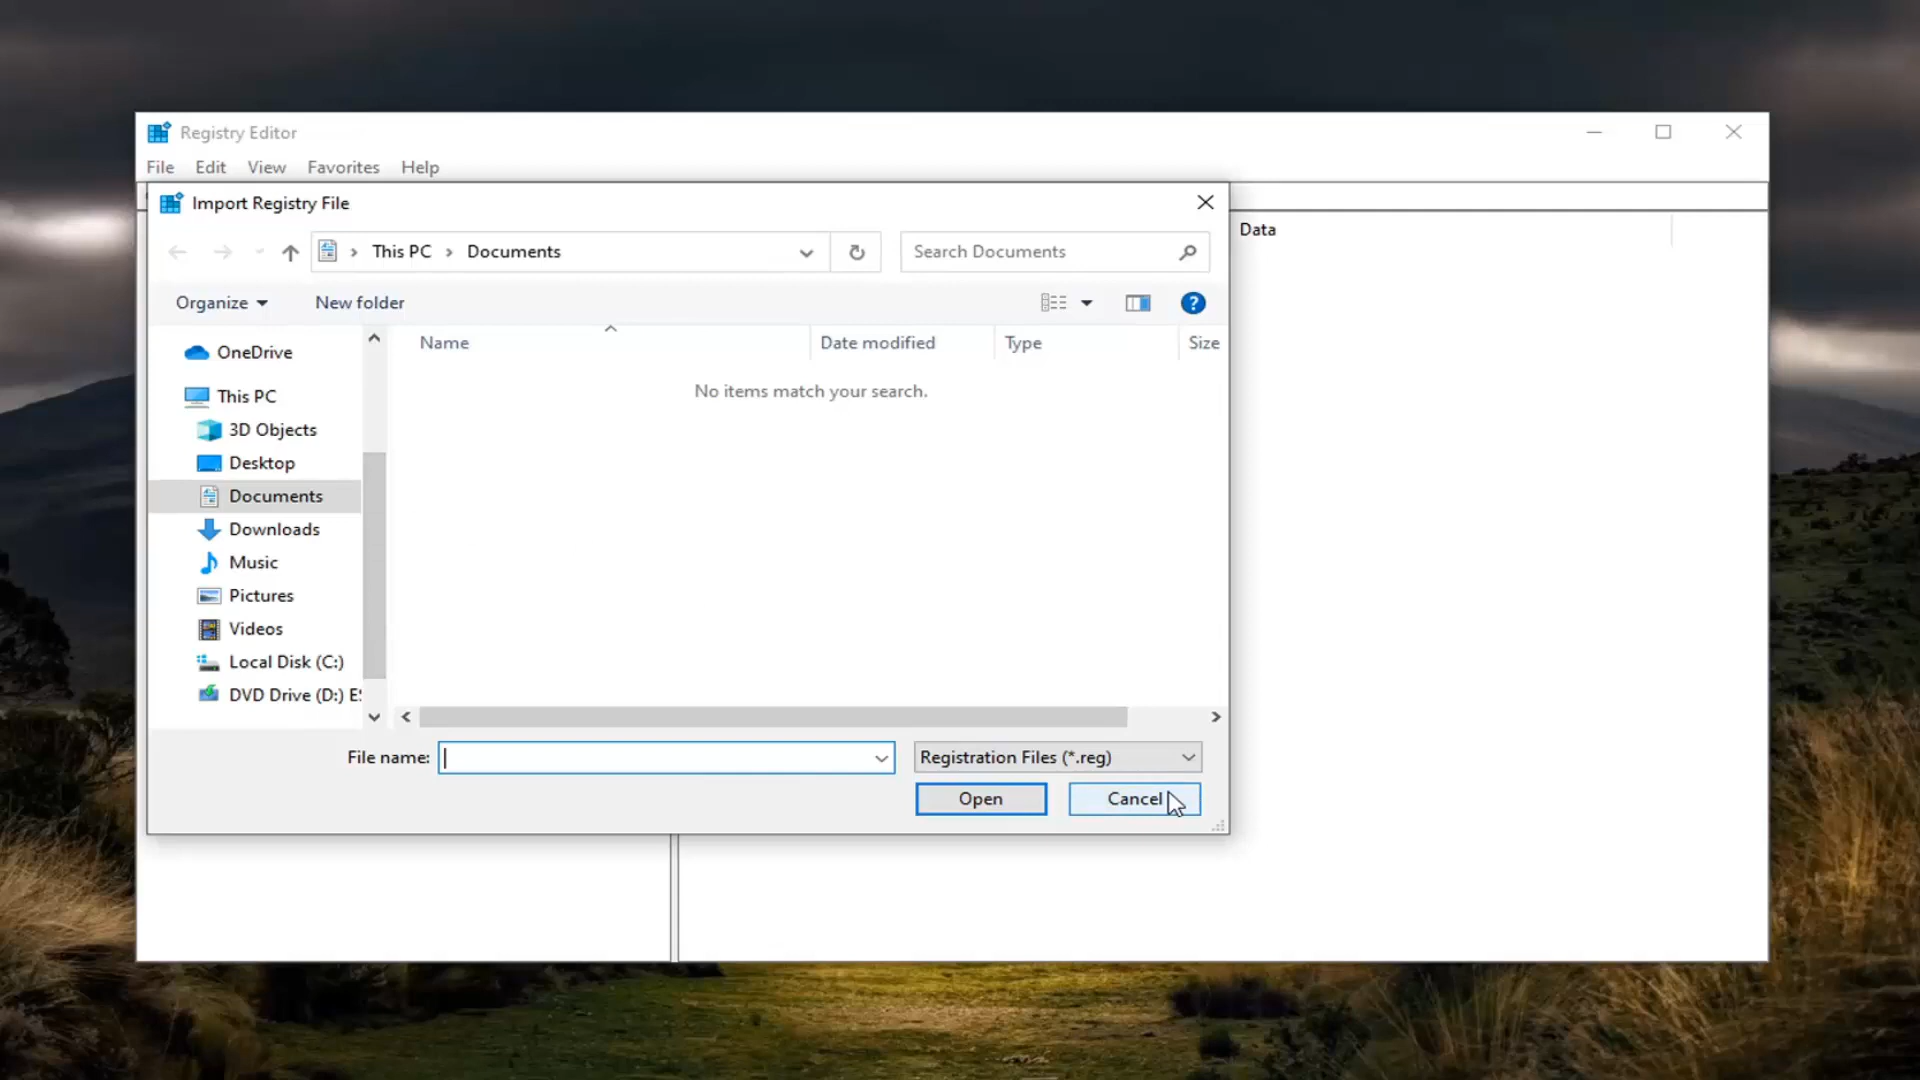 Registry Editor
File Edit View Favorites Help
Import Registry File
This PC Documents
Search Documents
Organize New folder
?
Name Date modified Type Size
Data
No items match your search.
OneDrive
This PC
3D Objects
Desktop
Documents
Downloads
Music
Pictures
Videos
Local Disk (C:)
DVD Drive (D:) E
File name: Registration Files (*.reg)
Open Cancel